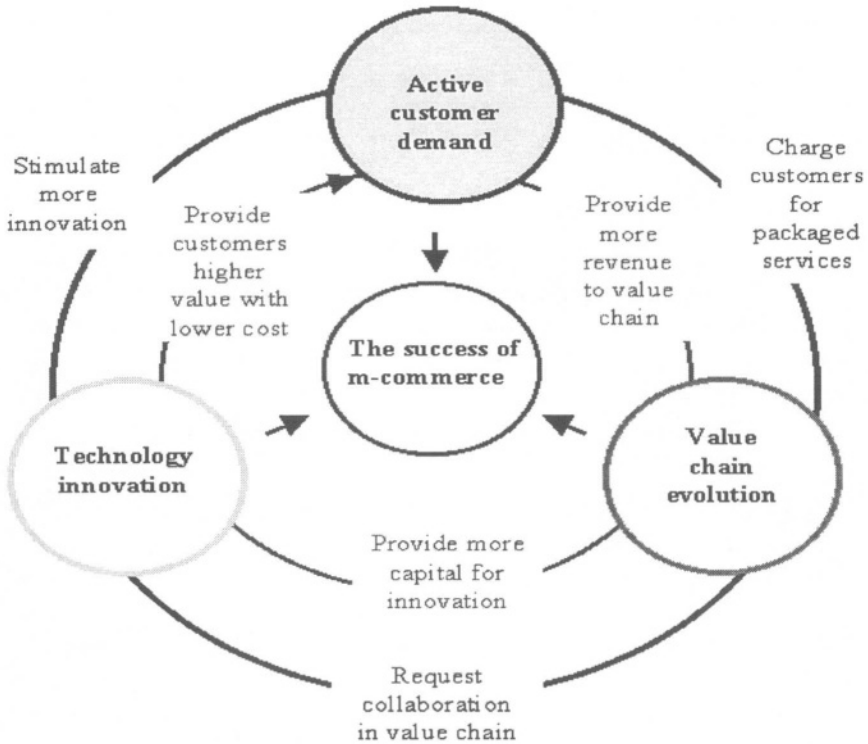 Active
customer
demand
Stimulate
more
innovation
Charge
customers
for
packaged
services
Provide
customers
higher
value with
lower cost
Provide
more
revenue
to value
chain
The success of
m-commerce
Technology
innovation
Value
chain
evolution
Provide more
capital for
innovation
Request
collaboration
in value chain